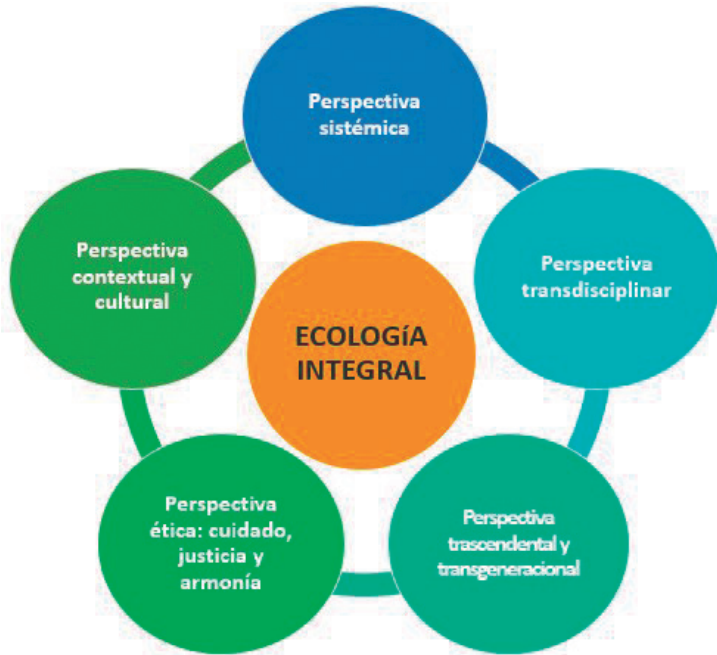 Perspectiva
sistémica
Perspectiva
transdisciplinar
Perspectiva
trascendental y
transgeneracional
Perspectiva
ética: cuidado,
justicia y
armonía
Perspectiva
contextual y
cultural
ECOLOGíA
INTEGRAL